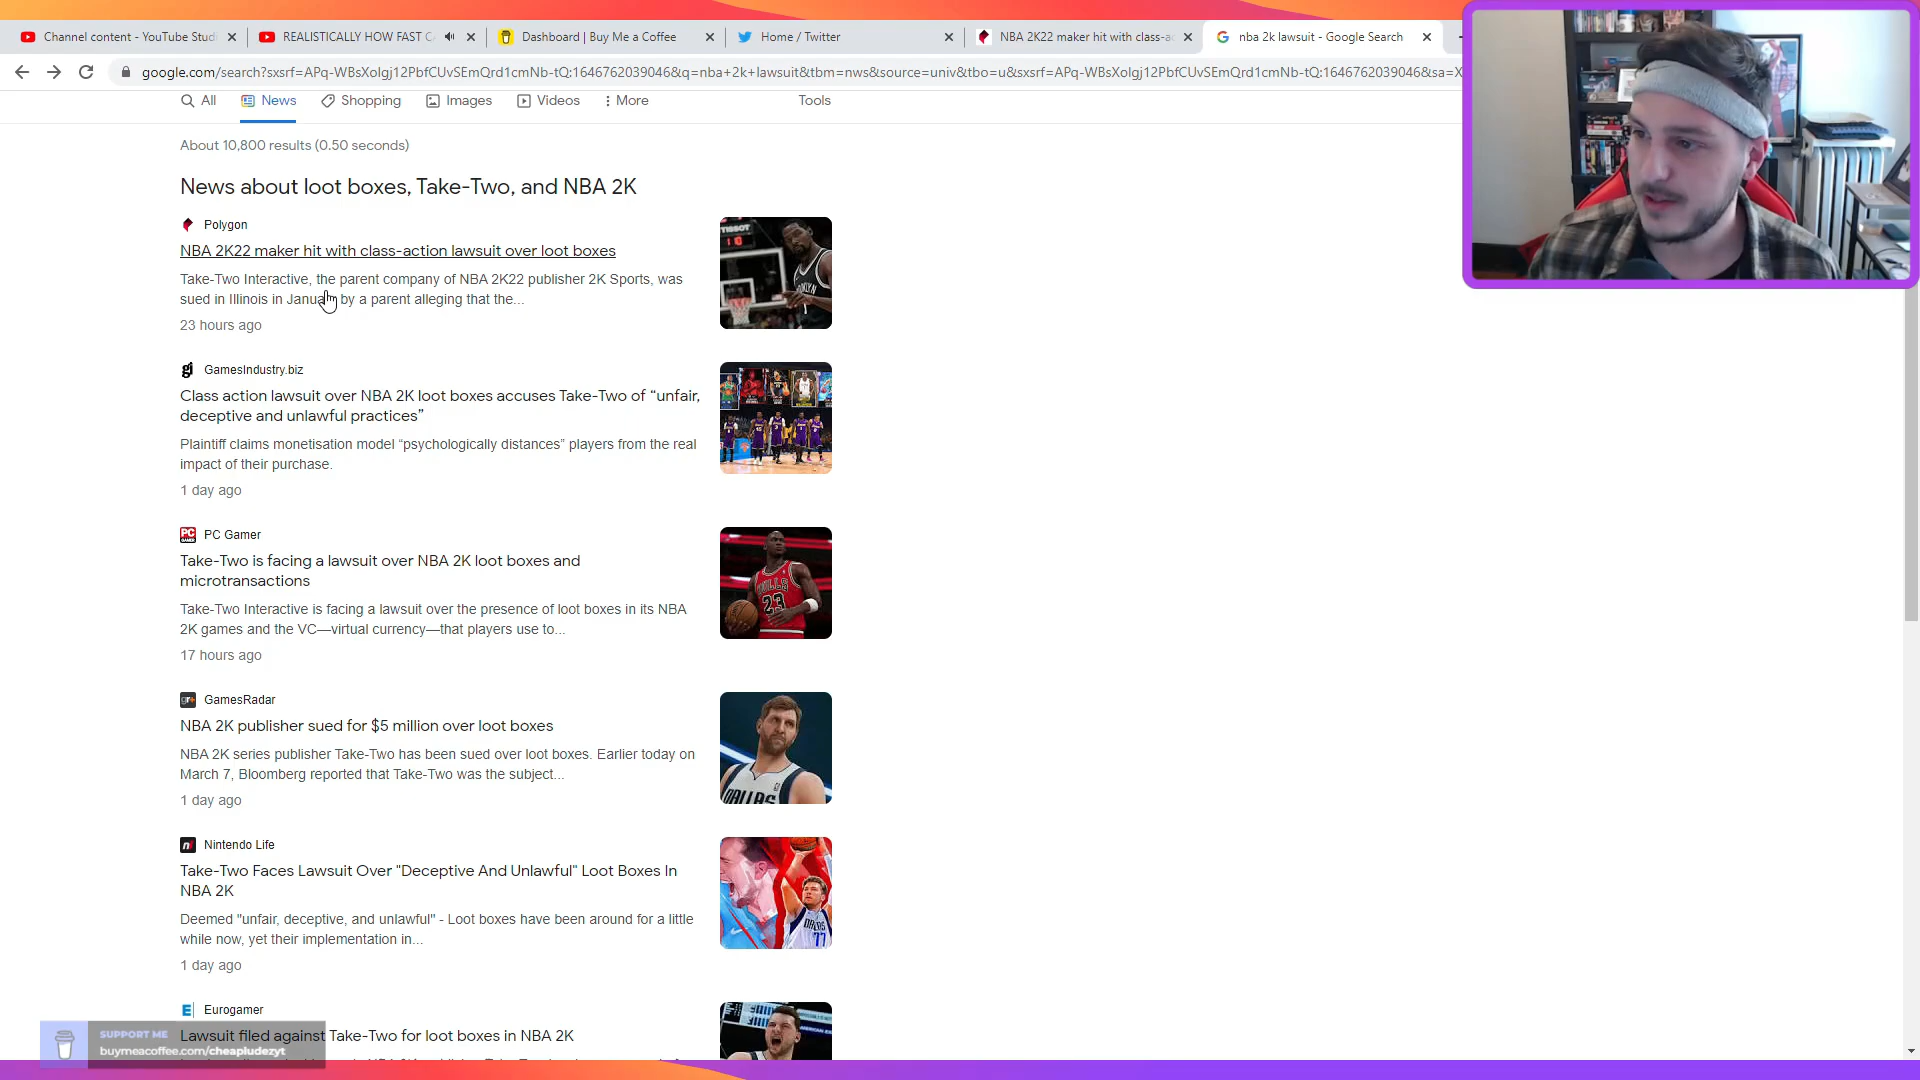 Channel content - YouTube Stud
REALISTICALLY HOW FAST C
Dashboard | Buy Me a Coffee
Home / Twitter
NBA 2K22 maker hit with class-ac
nba 2k lawsuit - Google Search
google.com/search?sxsrf=APq-WBsXoIgj12PbfCUvSEmQrd1cmNb-tQ:1646762039046&q=nba+2k+lawsuit&tbm=nws&source=univ&tbo=u&sxsrf=APq-WBsXoIgj12PbfCUvSEmQrd1cmNb-tQ:1646762039046&sa=X
All
News
Shopping
Images
Videos
More
Tools
About 10,800 results (0.50 seconds)
News about loot boxes, Take-Two, and NBA 2K
Polygon
NBA 2K22 maker hit with class-action lawsuit over loot boxes
Take-Two Interactive, the parent company of NBA 2K22 publisher 2K Sports, was
sued in Illinois in January by a parent alleging that the...
23 hours ago
TISSOT
BROOKLYN
GamesIndustry.biz
Class action lawsuit over NBA 2K loot boxes accuses Take-Two of “unfair,
deceptive and unlawful practices”
Plaintiff claims monetisation model “psychologically distances” players from the real
impact of their purchase.
1 day ago
PC GAMER
PC Gamer
Take-Two is facing a lawsuit over NBA 2K loot boxes and
microtransactions
Take-Two Interactive is facing a lawsuit over the presence of loot boxes in its NBA
2K games and the VC—virtual currency—that players use to...
17 hours ago
BULLS
23
GamesRadar
NBA 2K publisher sued for $5 million over loot boxes
NBA 2K series publisher Take-Two has been sued over loot boxes. Earlier today on
March 7, Bloomberg reported that Take-Two was the subject...
1 day ago
DALLAS
Nintendo Life
Take-Two Faces Lawsuit Over "Deceptive And Unlawful" Loot Boxes In
NBA 2K
Deemed "unfair, deceptive, and unlawful" - Loot boxes have been around for a little
while now, yet their implementation in...
1 day ago
DALLAS
77
Eurogamer
Lawsuit filed against Take-Two for loot boxes in NBA 2K
SUPPORT ME
buymeacoffee.com/cheapludezyt